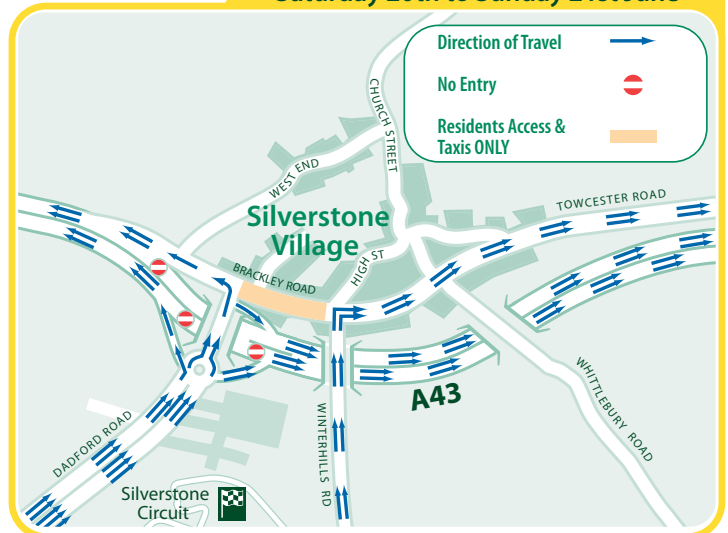 Direction of Travel
No Entry
Residents Access &
Taxis ONLY
CHURCH STREET
WEST END
TOWCESTER ROAD
Silverstone
Village
HIGH ST
BRACKLEY ROAD
A43
WHITTLEBURY ROAD
DADFORD ROAD
WINTERHILLS RD
Silverstone
Circuit